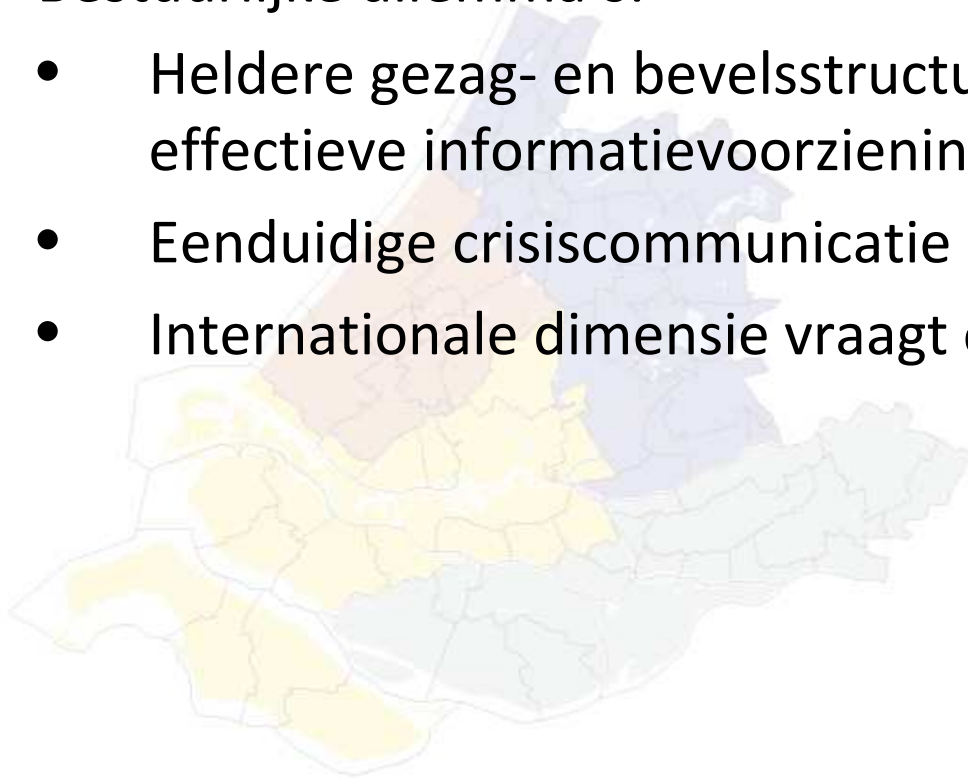 • Heldere gezag- en bevelsstructu
effectieve informatievoorzienin
• Eenduidige crisiscommunicatie
• Internationale dimensie vraagt